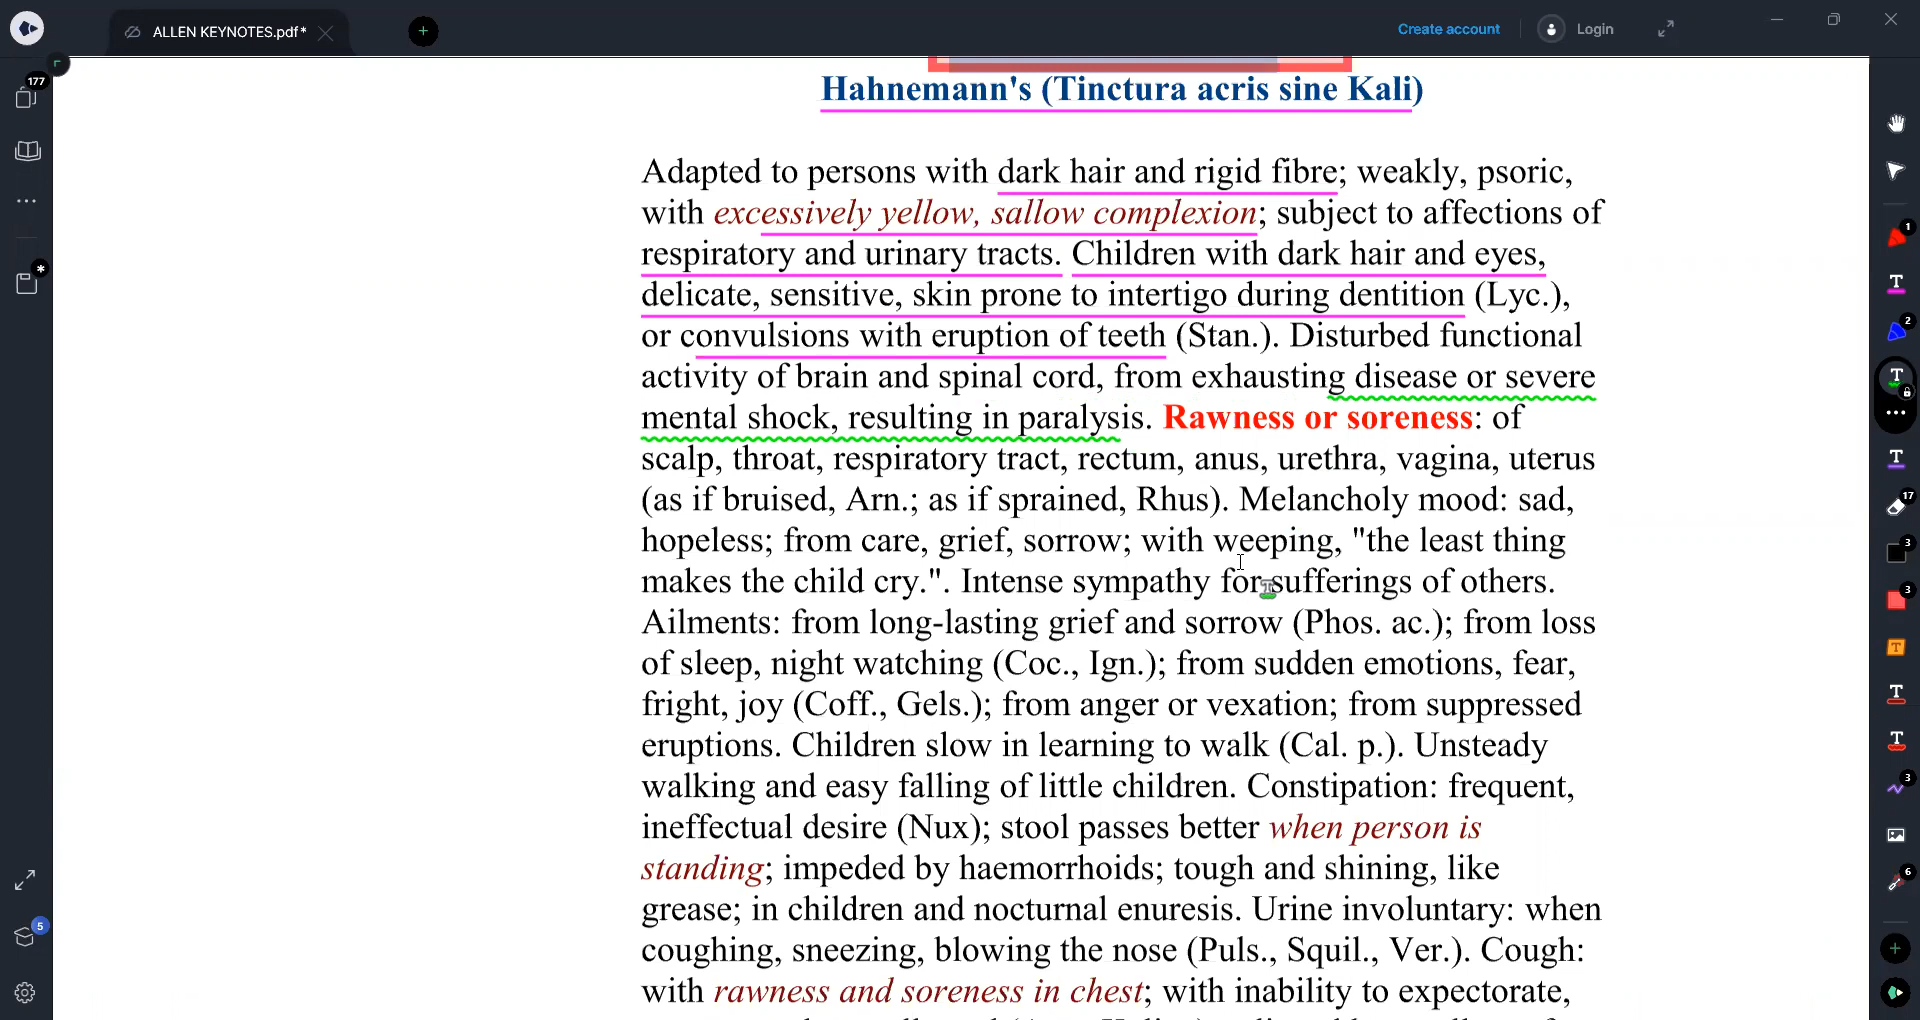 ALLEN KEYNOTES.pdf*
Create account
Login
177
Hahnemann's (Tinctura acris sine Kali)
Adapted to persons with dark hair and rigid fibre; weakly, psoric,
with excessively yellow, sallow complexion; subject to affections of
respiratory and urinary tracts. Children with dark hair and eyes,
delicate, sensitive, skin prone to intertigo during dentition (Lyc.),
or convulsions with eruption of teeth (Stan.). Disturbed functional
activity of brain and spinal cord, from exhausting disease or severe
mental shock, resulting in paralysis. Rawness or soreness: of
scalp, throat, respiratory tract, rectum, anus, urethra, vagina, uterus
(as if bruised, Arn.; as if sprained, Rhus). Melancholy mood: sad,
hopeless; from care, grief, sorrow; with weeping, "the least thing
makes the child cry.". Intense sympathy for sufferings of others.
Ailments: from long-lasting grief and sorrow (Phos. ac.); from loss
of sleep, night watching (Coc., Ign.); from sudden emotions, fear,
fright, joy (Coff., Gels.); from anger or vexation; from suppressed
eruptions. Children slow in learning to walk (Cal. p.). Unsteady
walking and easy falling of little children. Constipation: frequent,
ineffectual desire (Nux); stool passes better when person is
standing; impeded by haemorrhoids; tough and shining, like
grease; in children and nocturnal enuresis. Urine involuntary: when
coughing, sneezing, blowing the nose (Puls., Squil., Ver.). Cough:
with rawness and soreness in chest; with inability to expectorate,
5
1
T
2
T
T
17
3
3
T
T
T
3
6